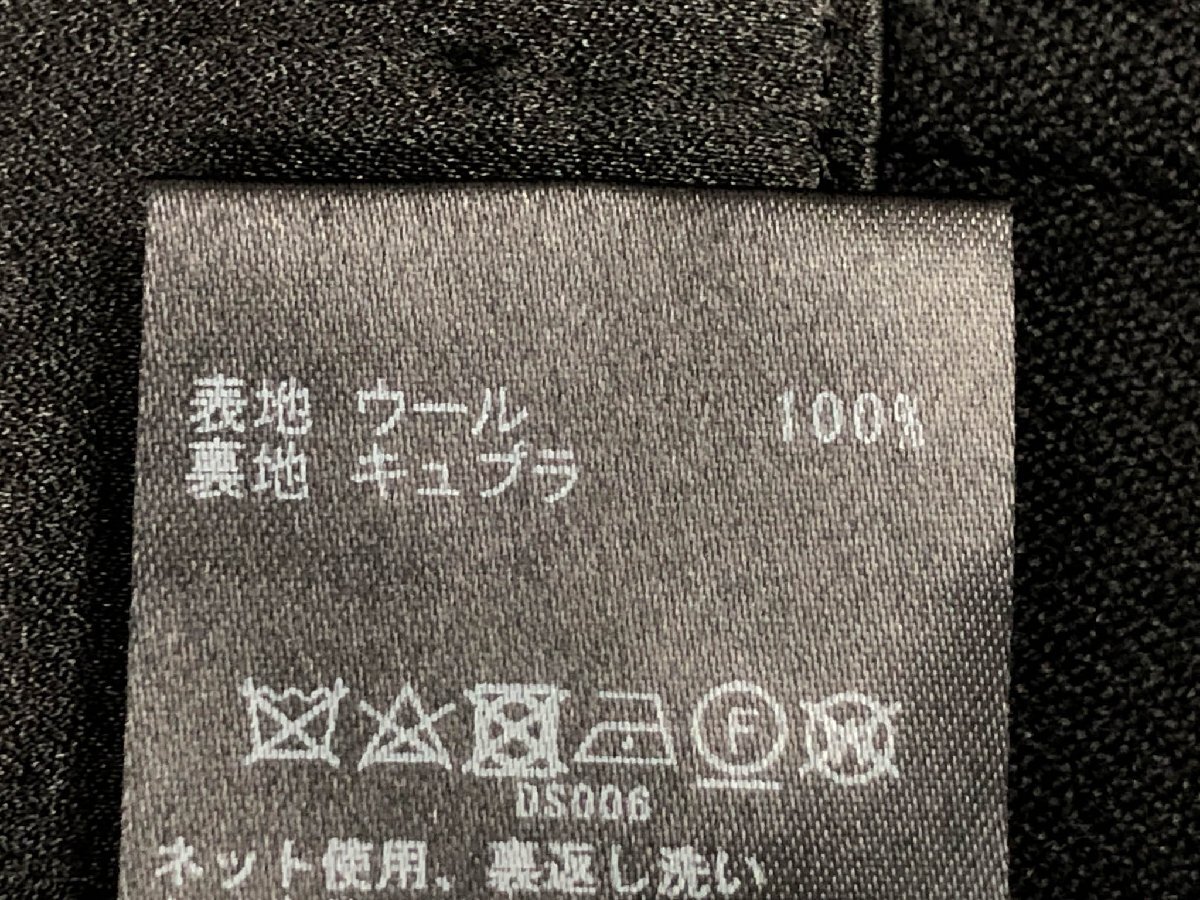 表地 ウール 100%
裏地 キュプラ
F W
DS006
ネット使用、裏返し洗い